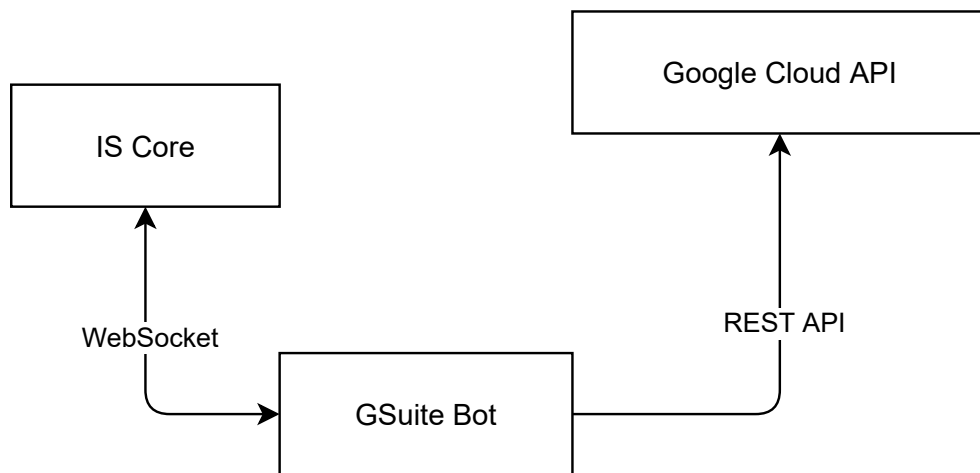 Google Cloud API
IS Core
WebSocket
REST API
GSuite Bot